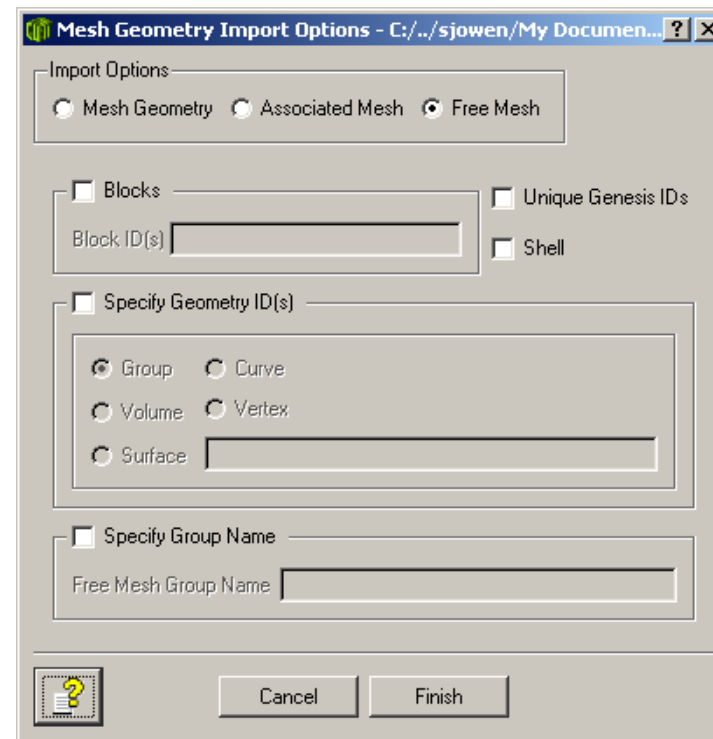 Mesh Geometry Import Options - C:/../sjowen/My Documen...
Import Options
Mesh Geometry Associated Mesh Free Mesh
Blocks
Unique Genesis IDs
Block ID(s)
Shell
Specify Geometry ID(s)
Group Curve
Volume Vertex
Surface
Specify Group Name
Free Mesh Group Name
Cancel Finish